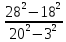 28² − 18²
20² − 3²